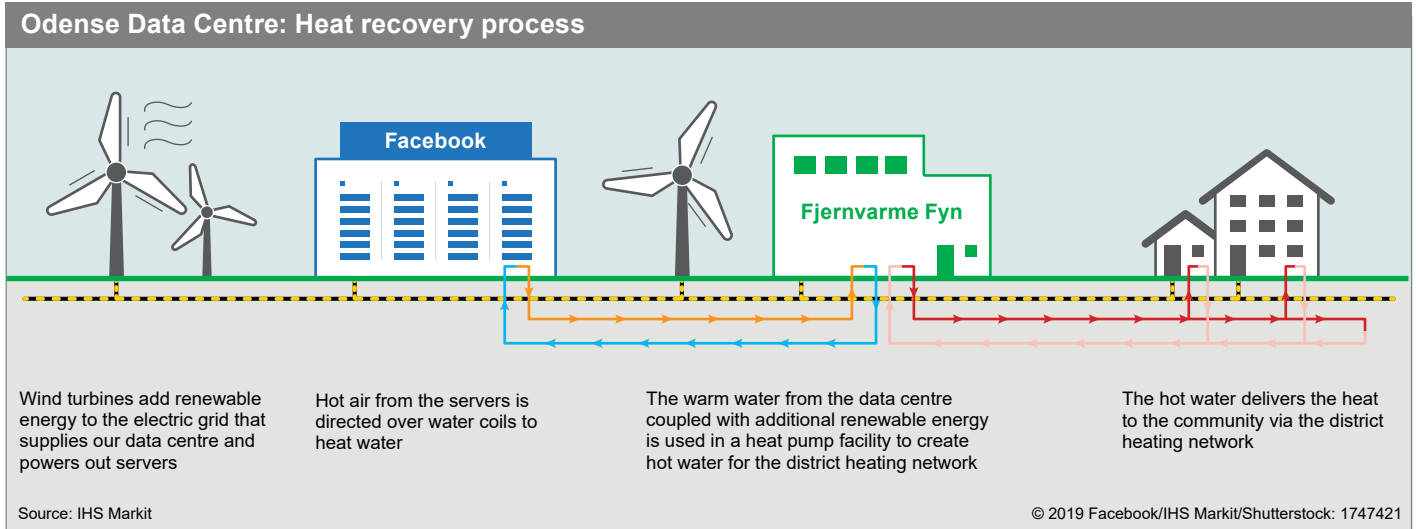 Odense Data Centre: Heat recovery process
Facebook
Fjernvarme Fyn
Wind turbines add renewable
energy to the electric grid that
supplies our data centre and
powers out servers
Hot air from the servers is
directed over water coils to
heat water
The warm water from the data centre
coupled with additional renewable energy
is used in a heat pump facility to create
hot water for the district heating network
The hot water delivers the heat
to the community via the district
heating network
Source: IHS Markit
© 2019 Facebook/IHS Markit/Shutterstock: 1747421